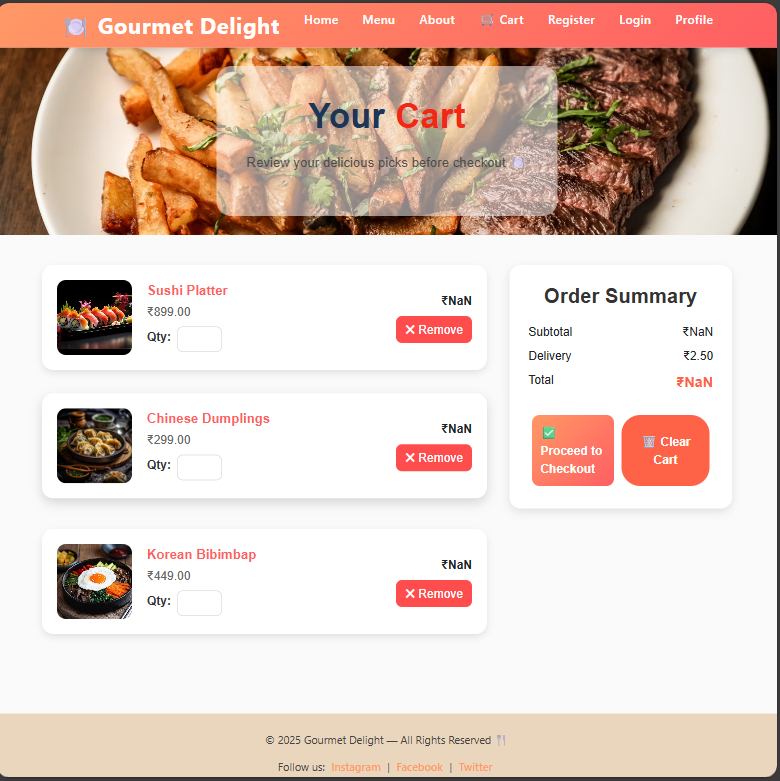 🍽️ Gourmet Delight
Home
Menu
About
🛒 Cart
Register
Login
Profile
Your Cart
Review your delicious picks before checkout 🍽️
Sushi Platter
₹899.00
Qty:
₹NaN
❌ Remove
Chinese Dumplings
₹299.00
Qty:
₹NaN
❌ Remove
Korean Bibimbap
₹449.00
Qty:
₹NaN
❌ Remove
Order Summary
Subtotal ₹NaN
Delivery ₹2.50
Total ₹NaN
✅
Proceed to
Checkout
🗑️ Clear
Cart
© 2025 Gourmet Delight — All Rights Reserved 🍴
Follow us: Instagram | Facebook | Twitter